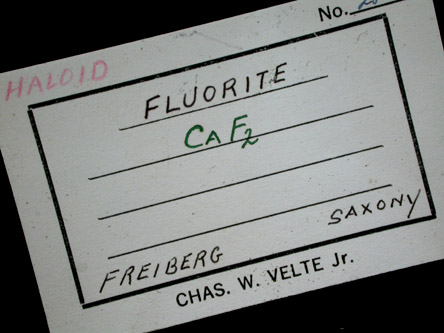 No.
HALOID
FLUORITE
CaF2
FREIBERG SAXONY
CHAS. W. VELTE Jr.